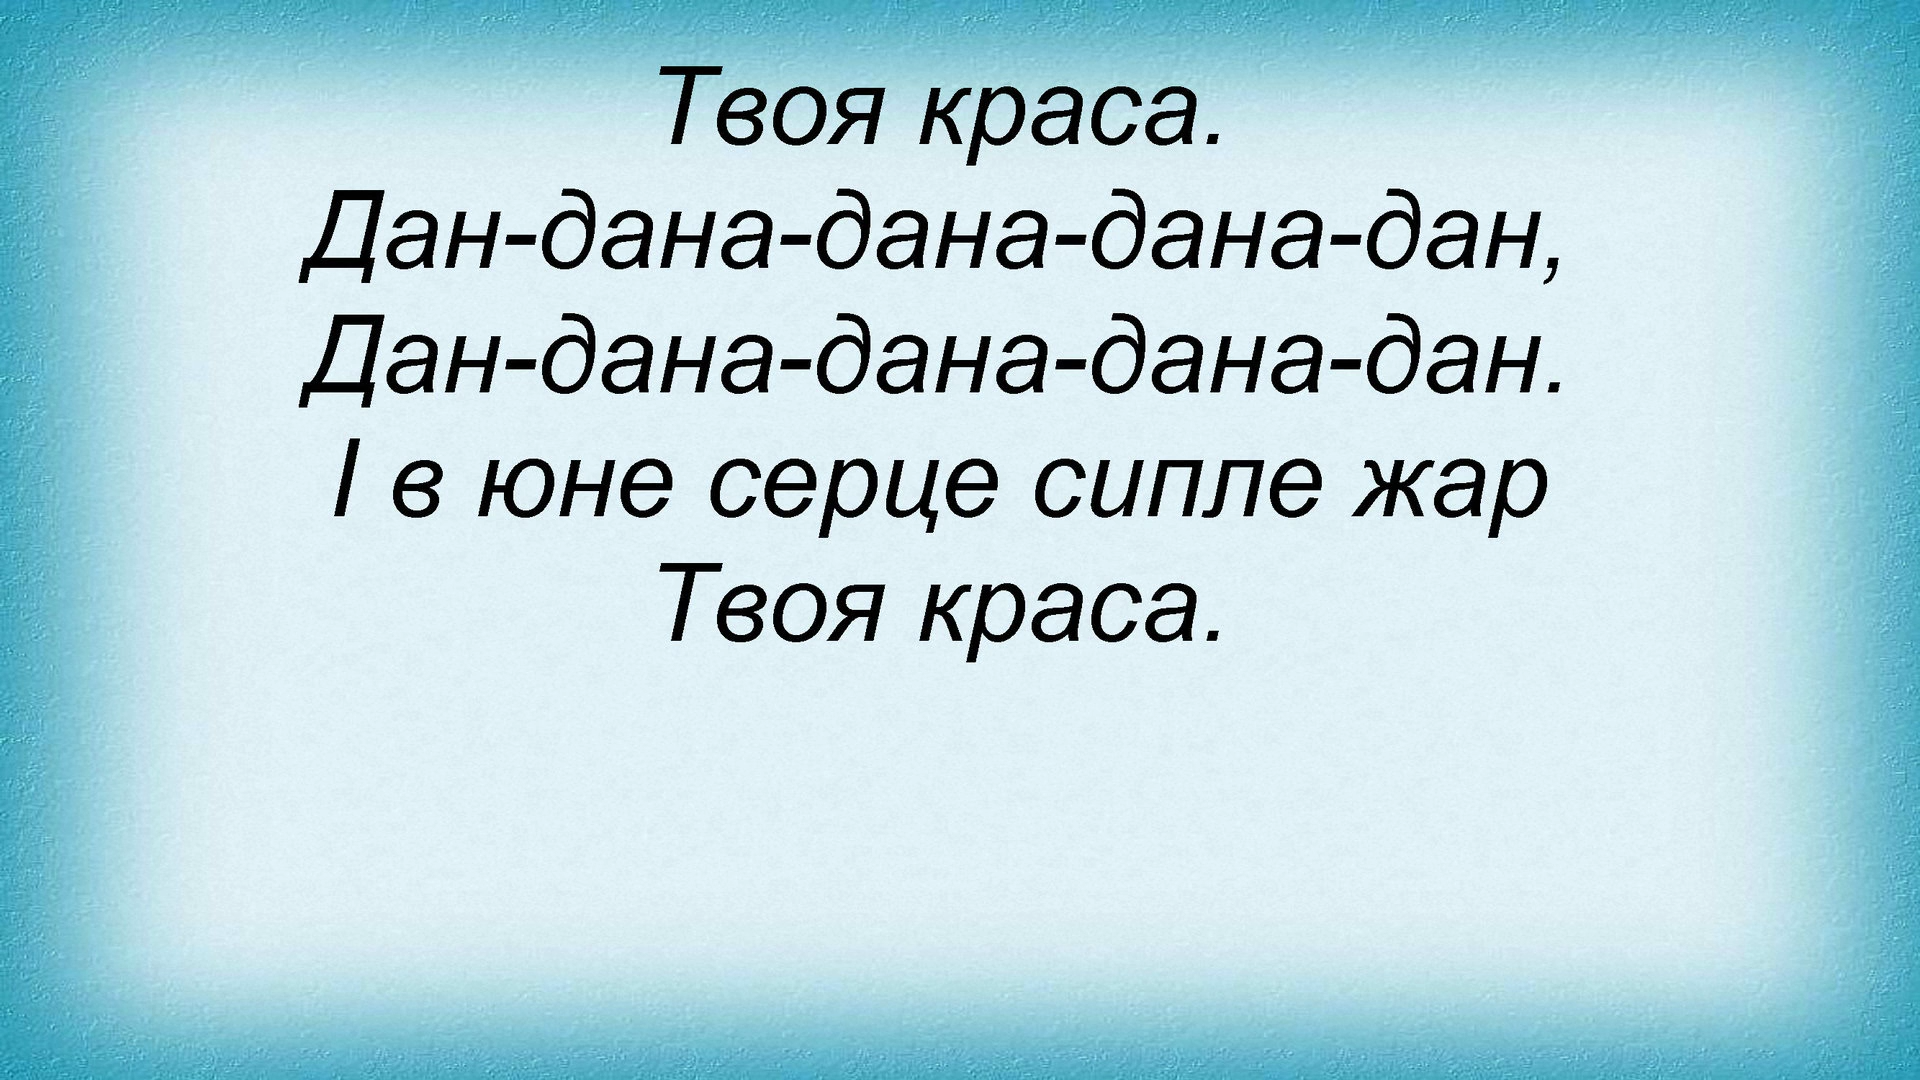 Твоя краса.
Дан-дана-дана-дана-дан,
Дан-дана-дана-дана-дан.
І в юне серце сипле жар
Твоя краса.